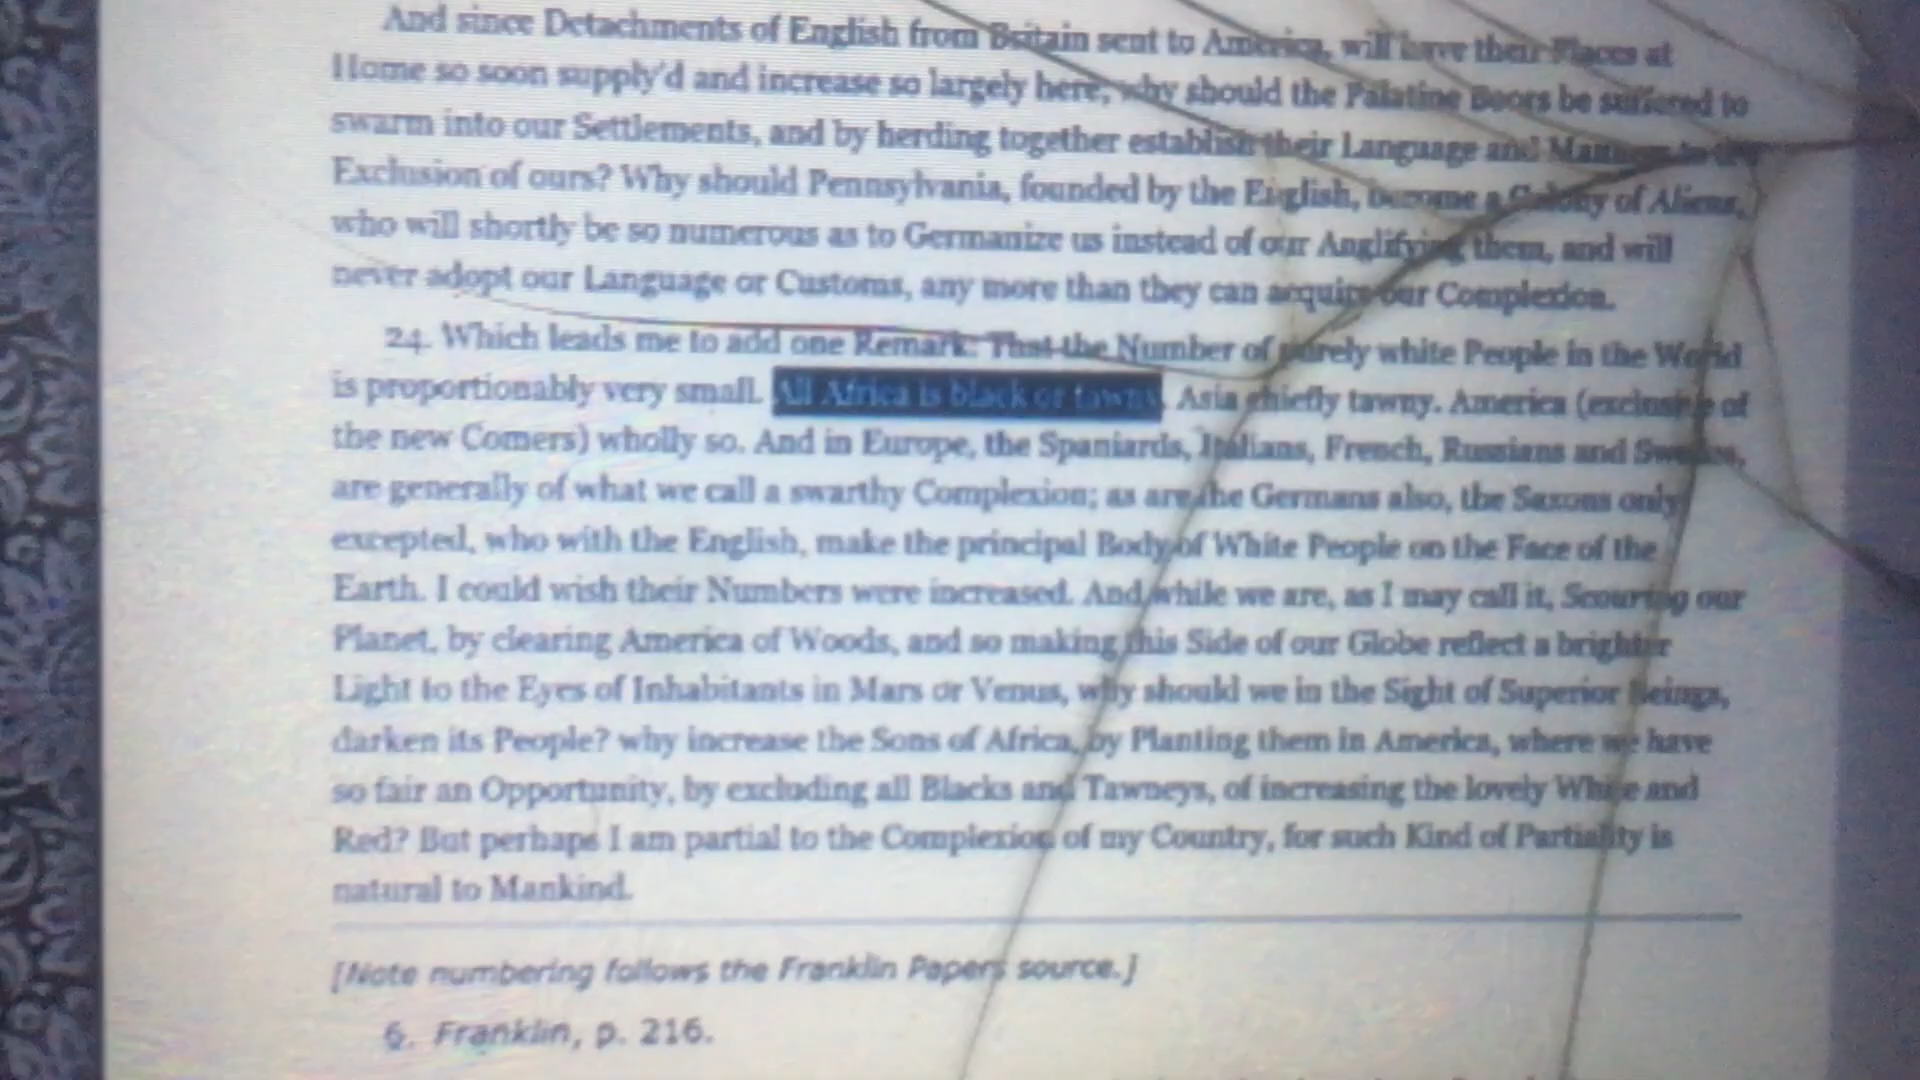 And since Detachments of English from Britain sent to America, will have their Places at
Home so soon supply'd and increase so largely here; why should the Palatine Boors be suffered to
swarm into our Settlements, and by herding together establish their Language and Manners to the
Exclusion of ours? Why should Pennsylvania, founded by the English, become a Colony of Aliens,
who will shortly be so numerous as to Germanize us instead of our Anglifying them, and will
never adopt our Language or Customs, any more than they can acquire our Complexion.
24. Which leads me to add one Remark: That the Number of purely white People in the World
is proportionably very small. All Africa is black or tawny. Asia chiefly tawny. America (exclusive of
the new Comers) wholly so. And in Europe, the Spaniards, Italians, French, Russians and Swedes,
are generally of what we call a swarthy Complexion; as are the Germans also, the Saxons only
excepted, who with the English, make the principal Body of White People on the Face of the
Earth. I could wish their Numbers were increased. And while we are, as I may call it, Scouring our
Planet, by clearing America of Woods, and so making this Side of our Globe reflect a brighter
Light to the Eyes of Inhabitants in Mars or Venus, why should we in the Sight of Superior Beings,
darken its People? why increase the Sons of Africa, by Planting them in America, where we have
so fair an Opportunity, by excluding all Blacks and Tawneys, of increasing the lovely White and
Red? But perhaps I am partial to the Complexion of my Country, for such Kind of Partiality is
natural to Mankind.
[Note numbering follows the Franklin Papers source.]
6. Franklin, p. 216.